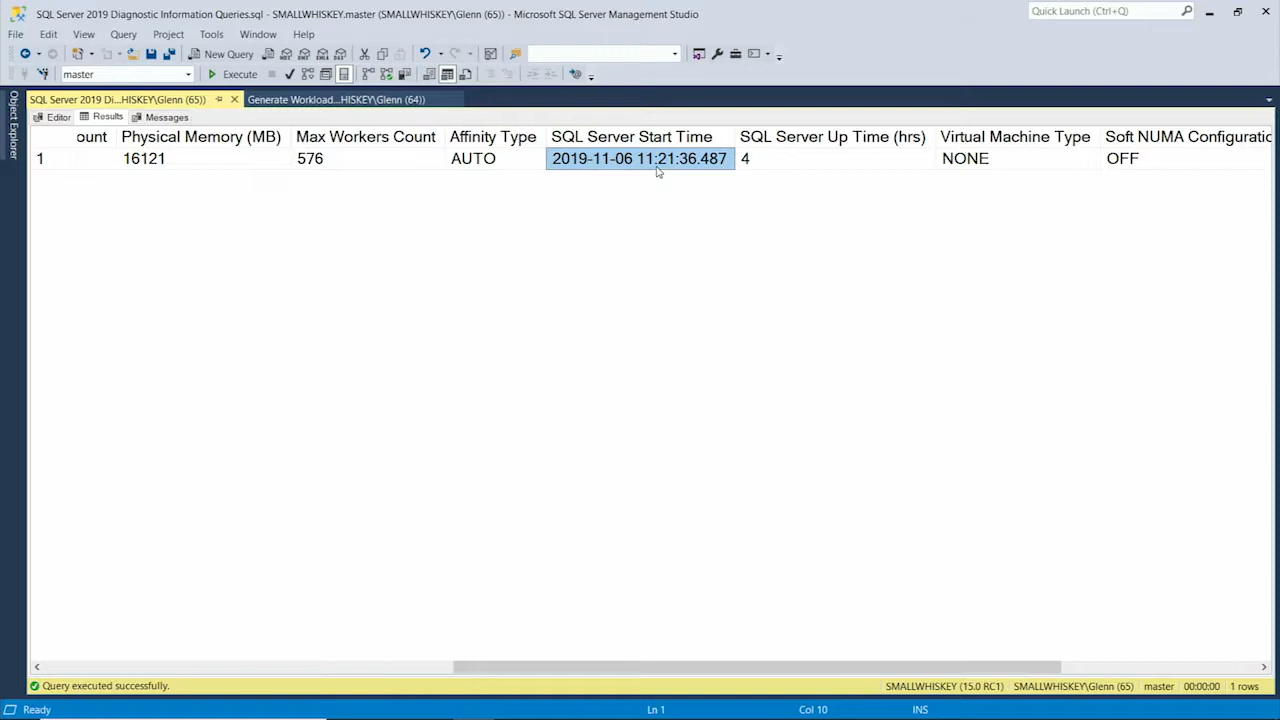 SQL Server 2019 Diagnostic Information Queries.sql - SMALLWHISKEY.master (SMALLWHISKEY\Glenn (65)) - Microsoft SQL Server Management Studio
Quick Launch (Ctrl+Q)
File Edit View Query Project Tools Window Help
New Query
master Execute
SQL Server 2019 Di...HISKEY\Glenn (65)) Generate Workload...HISKEY\Glenn (64))
Object Explorer
Editor Results Messages
ount Physical Memory (MB) Max Workers Count Affinity Type SQL Server Start Time SQL Server Up Time (hrs) Virtual Machine Type Soft NUMA Configuratio
1 16121 576 AUTO 2019-11-06 11:21:36.487 4 NONE OFF
Query executed successfully. SMALLWHISKEY (15.0 RC1) SMALLWHISKEY\Glenn (65) master 00:00:00 1 rows
Ready Ln 1 Col 10 INS